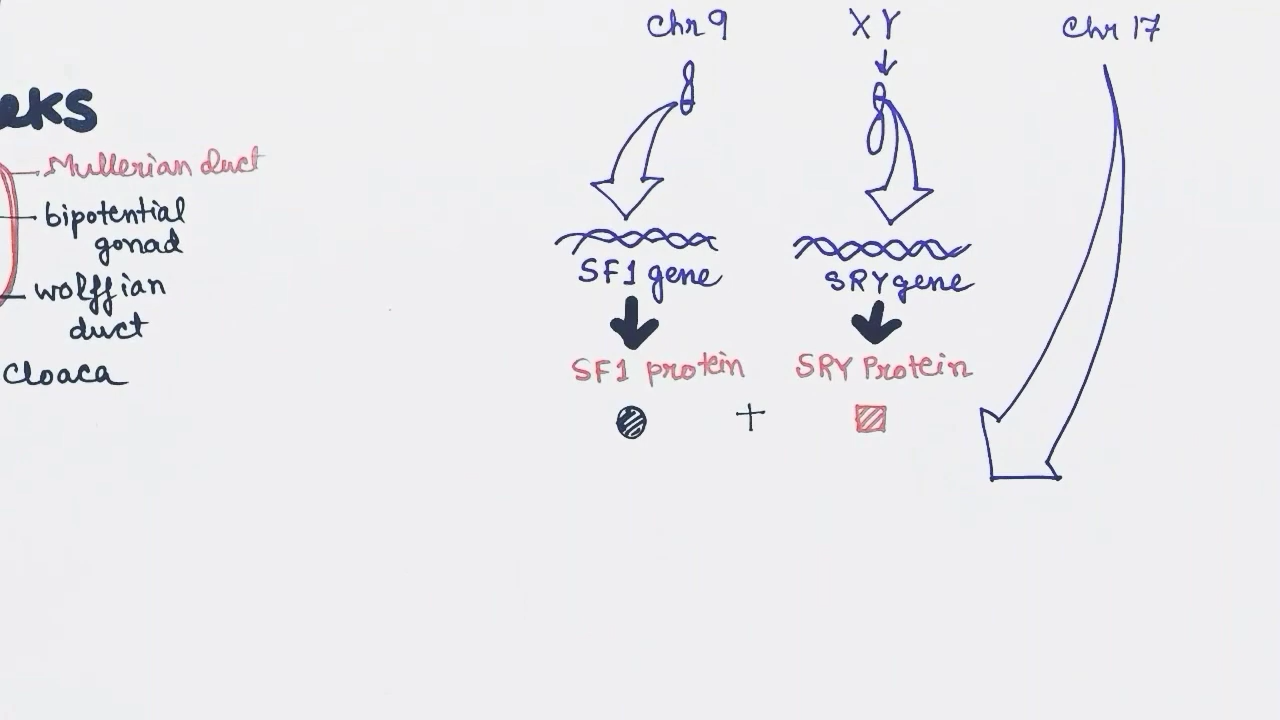 Chr 9
XY
Chr 17
eks
Mullerian duct
bipotential
gonad
wolffian
duct
cloaca
SF1 gene
SRY gene
SF1 protein
SRY Protein
+